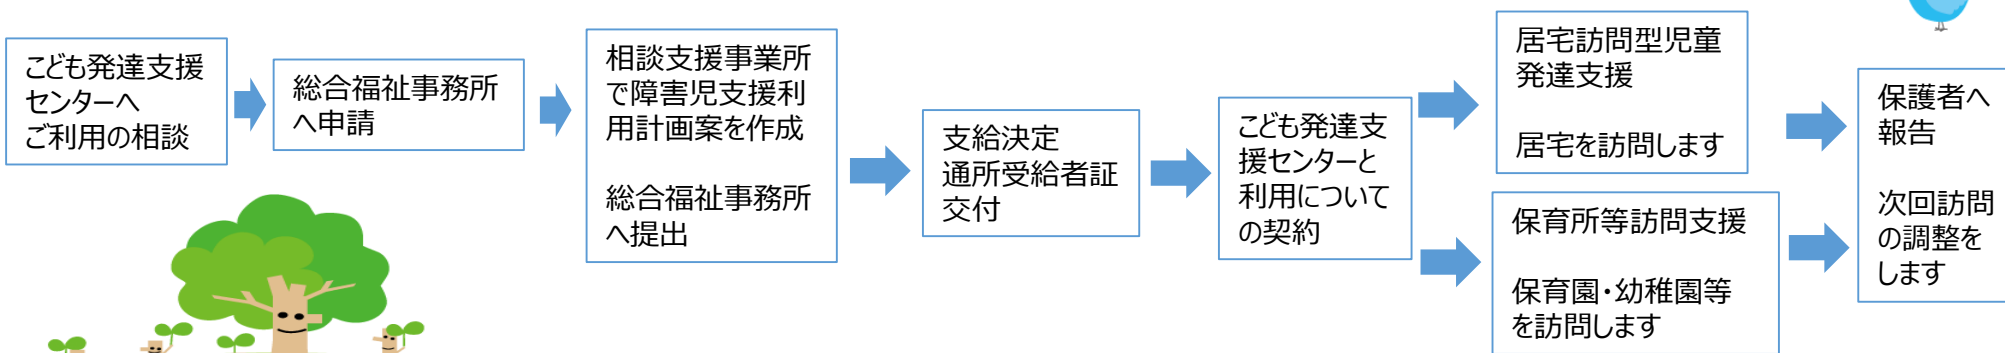 こども発達支援
センターへ
ご利用の相談
総合福祉事務所
へ申請
相談支援事業所
で障害児支援利
用計画案を作成
総合福祉事務所
へ提出
支給決定
通所受給者証
交付
こども発達支
援センターと
利用について
の契約
居宅訪問型児童
発達支援
居宅を訪問します
保育所等訪問支援
保育園・幼稚園等
を訪問します
保護者へ
報告
次回訪問
の調整を
します